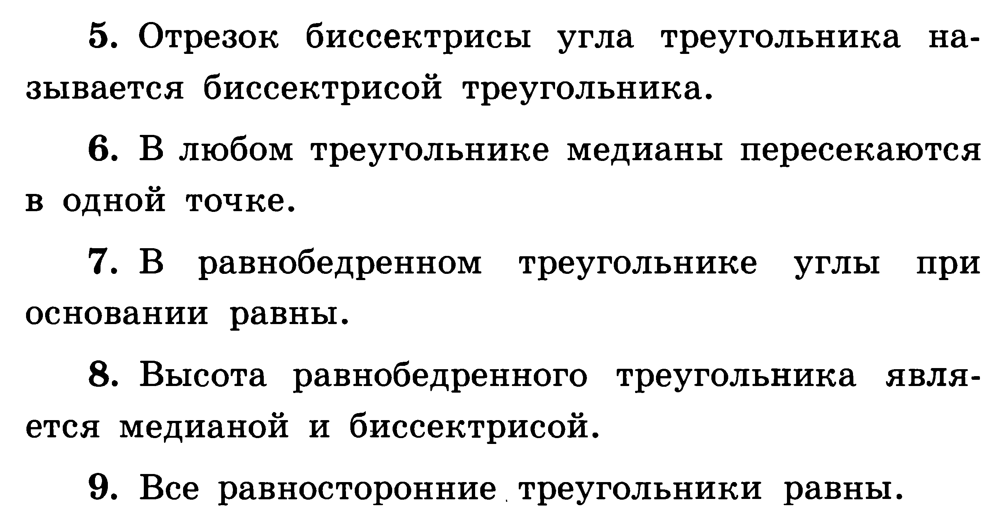 5. Отрезок биссектрисы угла треугольника на-
зывается биссектрисой треугольника.
6. В любом треугольнике медианы пересекаются
в одной точке.
7. В равнобедренном треугольнике углы при
основании равны.
8. Высота равнобедренного треугольника явля-
ется медианой и биссектрисой.
9. Все равносторонние треугольники равны.